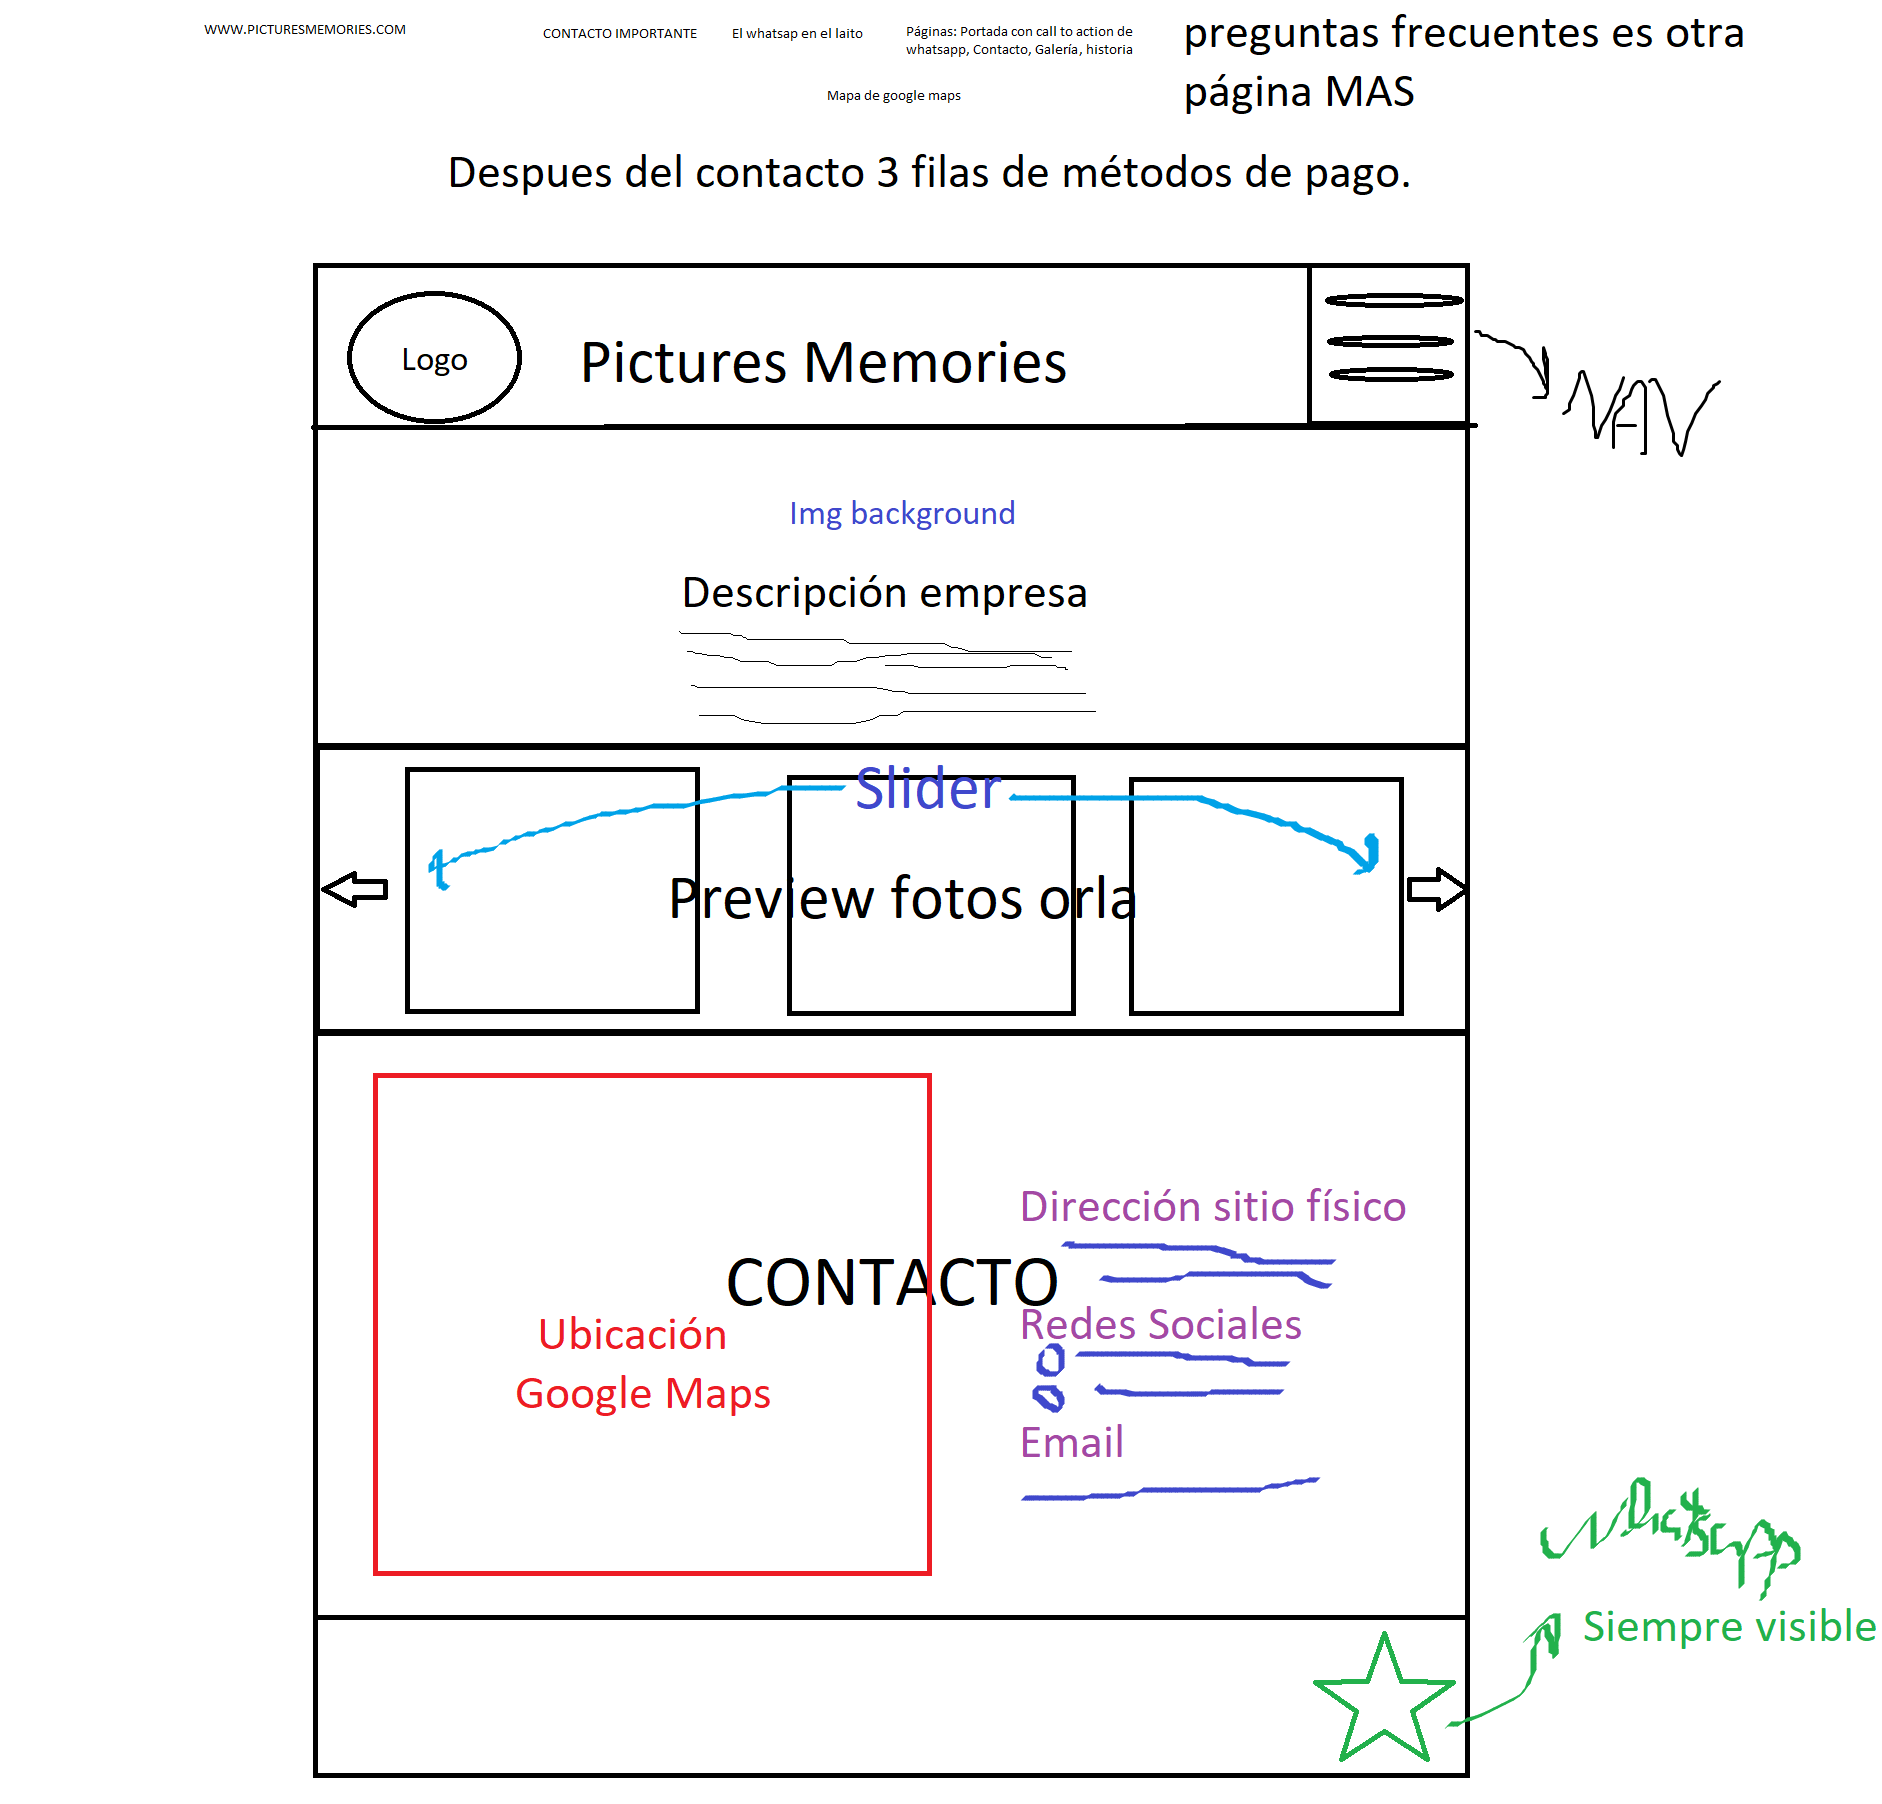 WWW.PICTURESMEMORIES.COM
CONTACTO IMPORTANTE
El whatsap en el laito
Páginas: Portada con call to action de
whatsapp, Contacto, Galería, historia
preguntas frecuentes es otra
página MAS
Mapa de google maps
Despues del contacto 3 filas de métodos de pago.
Logo
Pictures Memories
NAV
Img background
Descripción empresa
Slider
Preview fotos orla
CONTACTO
Ubicación
Google Maps
Dirección sitio físico
Redes Sociales
Email
Whatsapp
Siempre visible